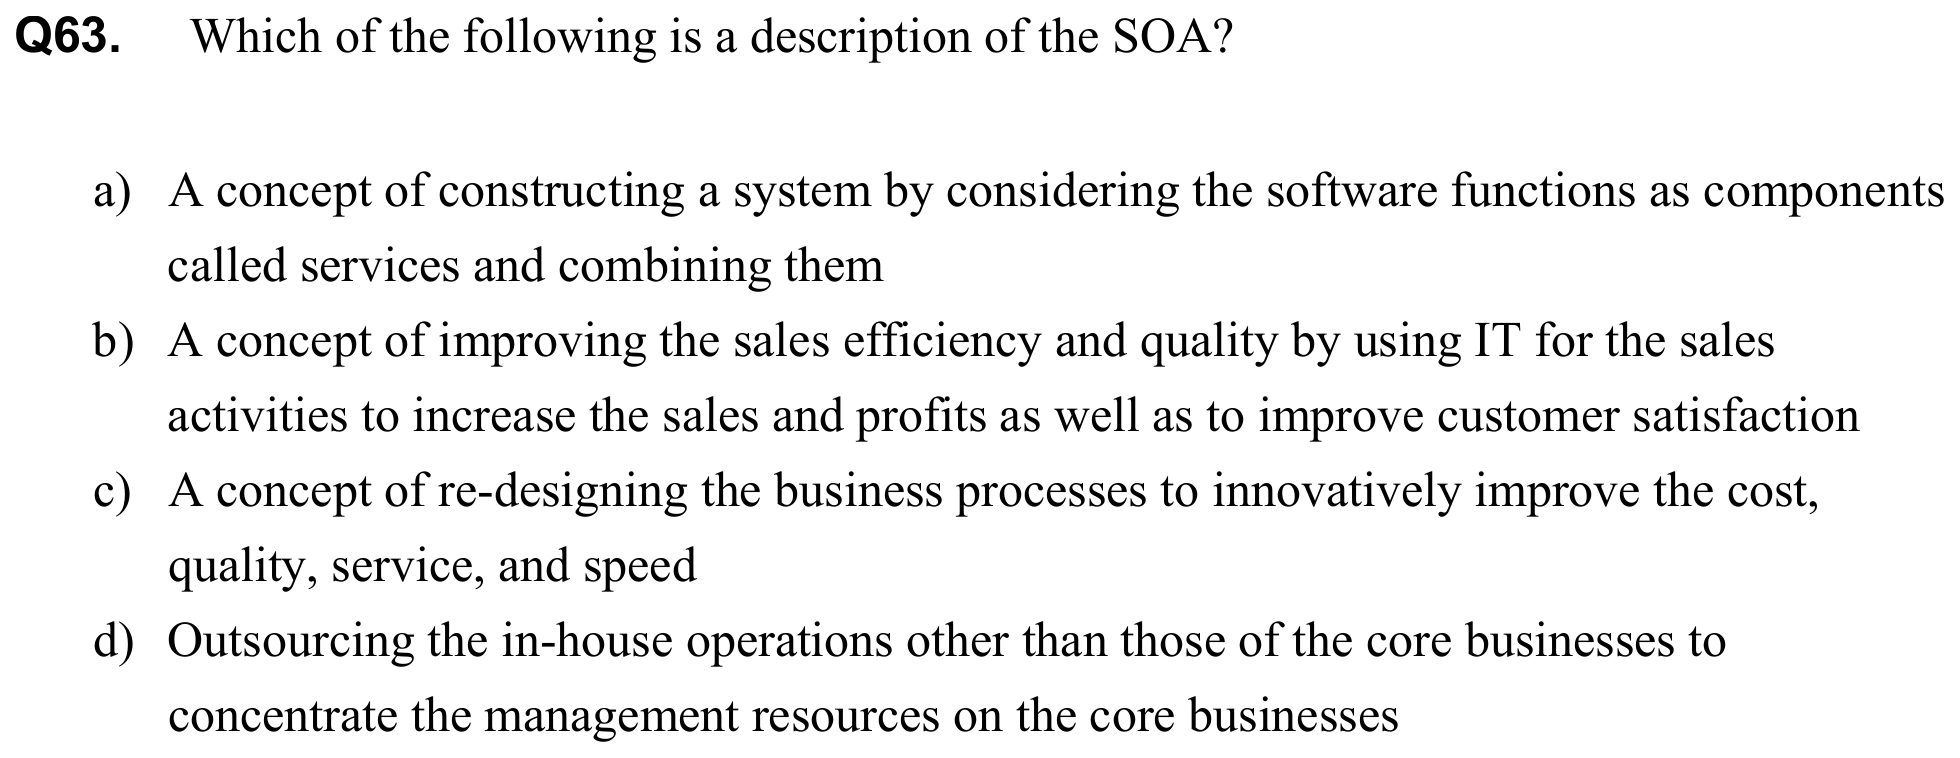 Q63. Which of the following is a description of the SOA?
a) A concept of constructing a system by considering the software functions as components
called services and combining them
b) A concept of improving the sales efficiency and quality by using IT for the sales
activities to increase the sales and profits as well as to improve customer satisfaction
c) A concept of re-designing the business processes to innovatively improve the cost,
quality, service, and speed
d) Outsourcing the in-house operations other than those of the core businesses to
concentrate the management resources on the core businesses